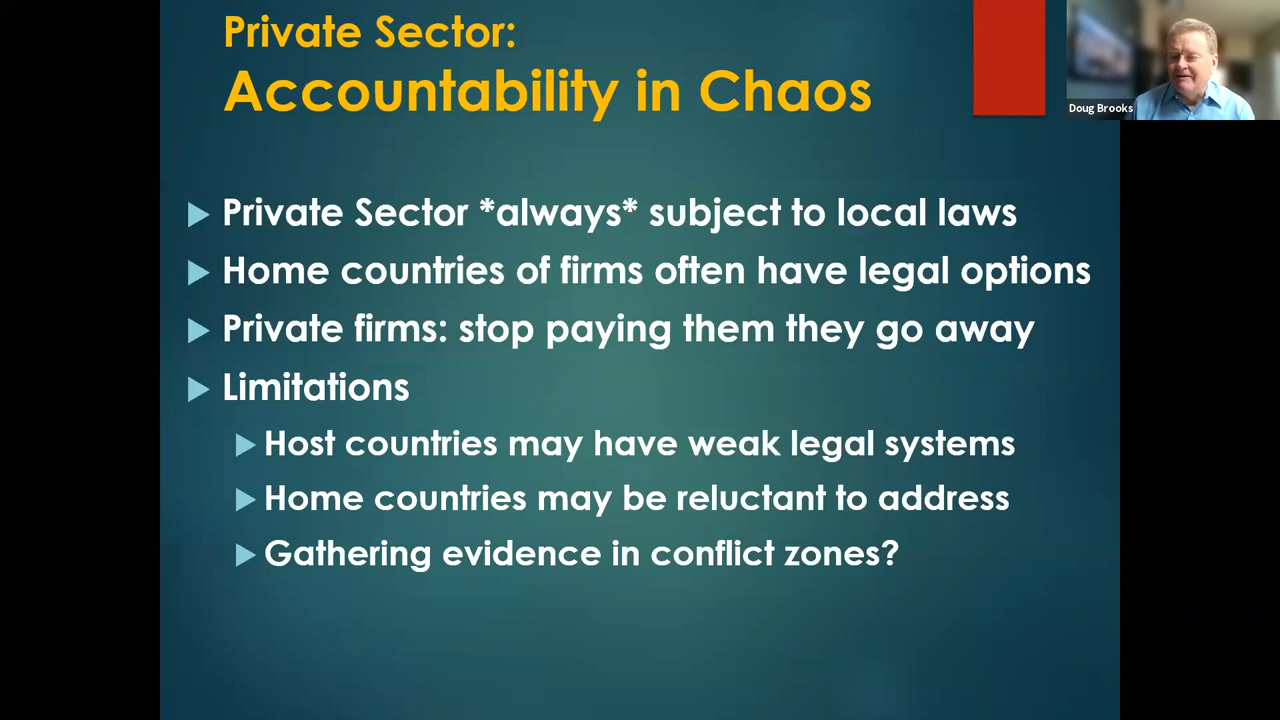 Private Sector:
Accountability in Chaos
Doug Brooks
Private Sector *always* subject to local laws
Home countries of firms often have legal options
Private firms: stop paying them they go away
Limitations
Host countries may have weak legal systems
Home countries may be reluctant to address
Gathering evidence in conflict zones?